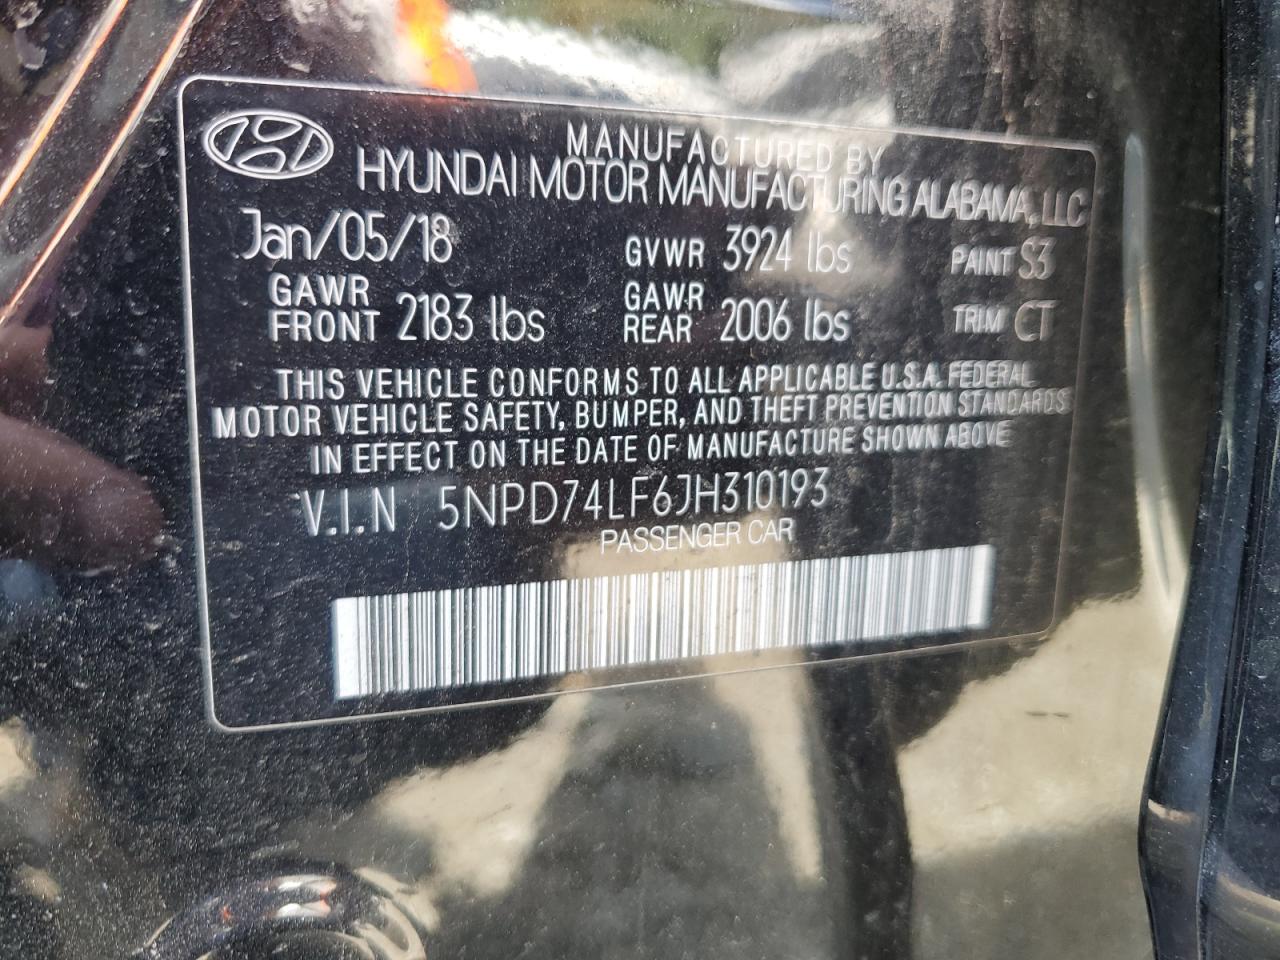 MANUFACTURED BY
HYUNDAI MOTOR MANUFACTURING ALABAMA, LLC
Jan/05/18 GVWR 3924 lbs PAINT S3
GAWR FRONT 2183 lbs GAWR REAR 2006 lbs TRIM CT
THIS VEHICLE CONFORMS TO ALL APPLICABLE U.S.A. FEDERAL
MOTOR VEHICLE SAFETY, BUMPER, AND THEFT PREVENTION STANDARDS
IN EFFECT ON THE DATE OF MANUFACTURE SHOWN ABOVE
V.I.N 5NPD74LF6JH310193
PASSENGER CAR